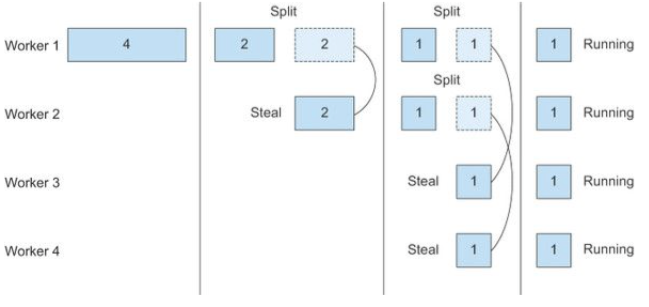 Split Split
Worker 1 4 2 2 1 1 1 Running
Split
Worker 2 Steal 2 1 1 1 Running
Worker 3 Steal 1 1 Running
Worker 4 Steal 1 1 Running